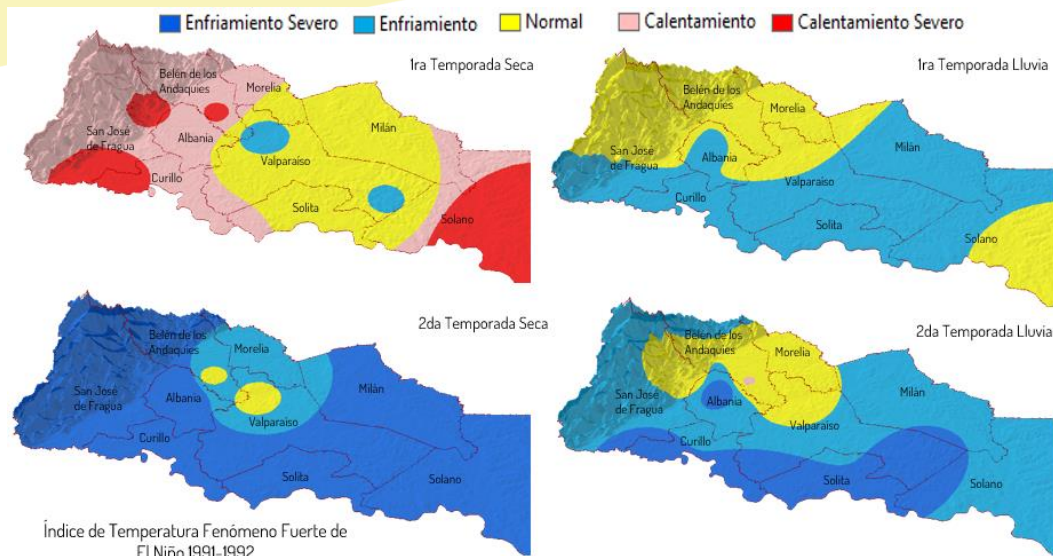 Enfriamiento Severo Enfriamiento Normal Calentamiento Calentamiento Severo
1ra Temporada Seca
Belén de los
Andaquies
Morelia
Milán
San José
de Fragua
Albania
Valparaiso
Curillo
Solita
Solano
1ra Temporada Lluvia
Belén de los
Andaquies
Morelia
Milán
San José
de Fragua
Albania
Valparaiso
Curillo
Solita
Solano
2da Temporada Seca
Belén de los
Andaquies
Morelia
Milán
San José
de Fragua
Albania
Valparaiso
Curillo
Solita
Solano
2da Temporada Lluvia
Belén de los
Andaquies
Morelia
Milán
San José
de Fragua
Albania
Valparaiso
Curillo
Solita
Solano
Índice de Temperatura Fenómeno Fuerte de
El Niño 1991-1992